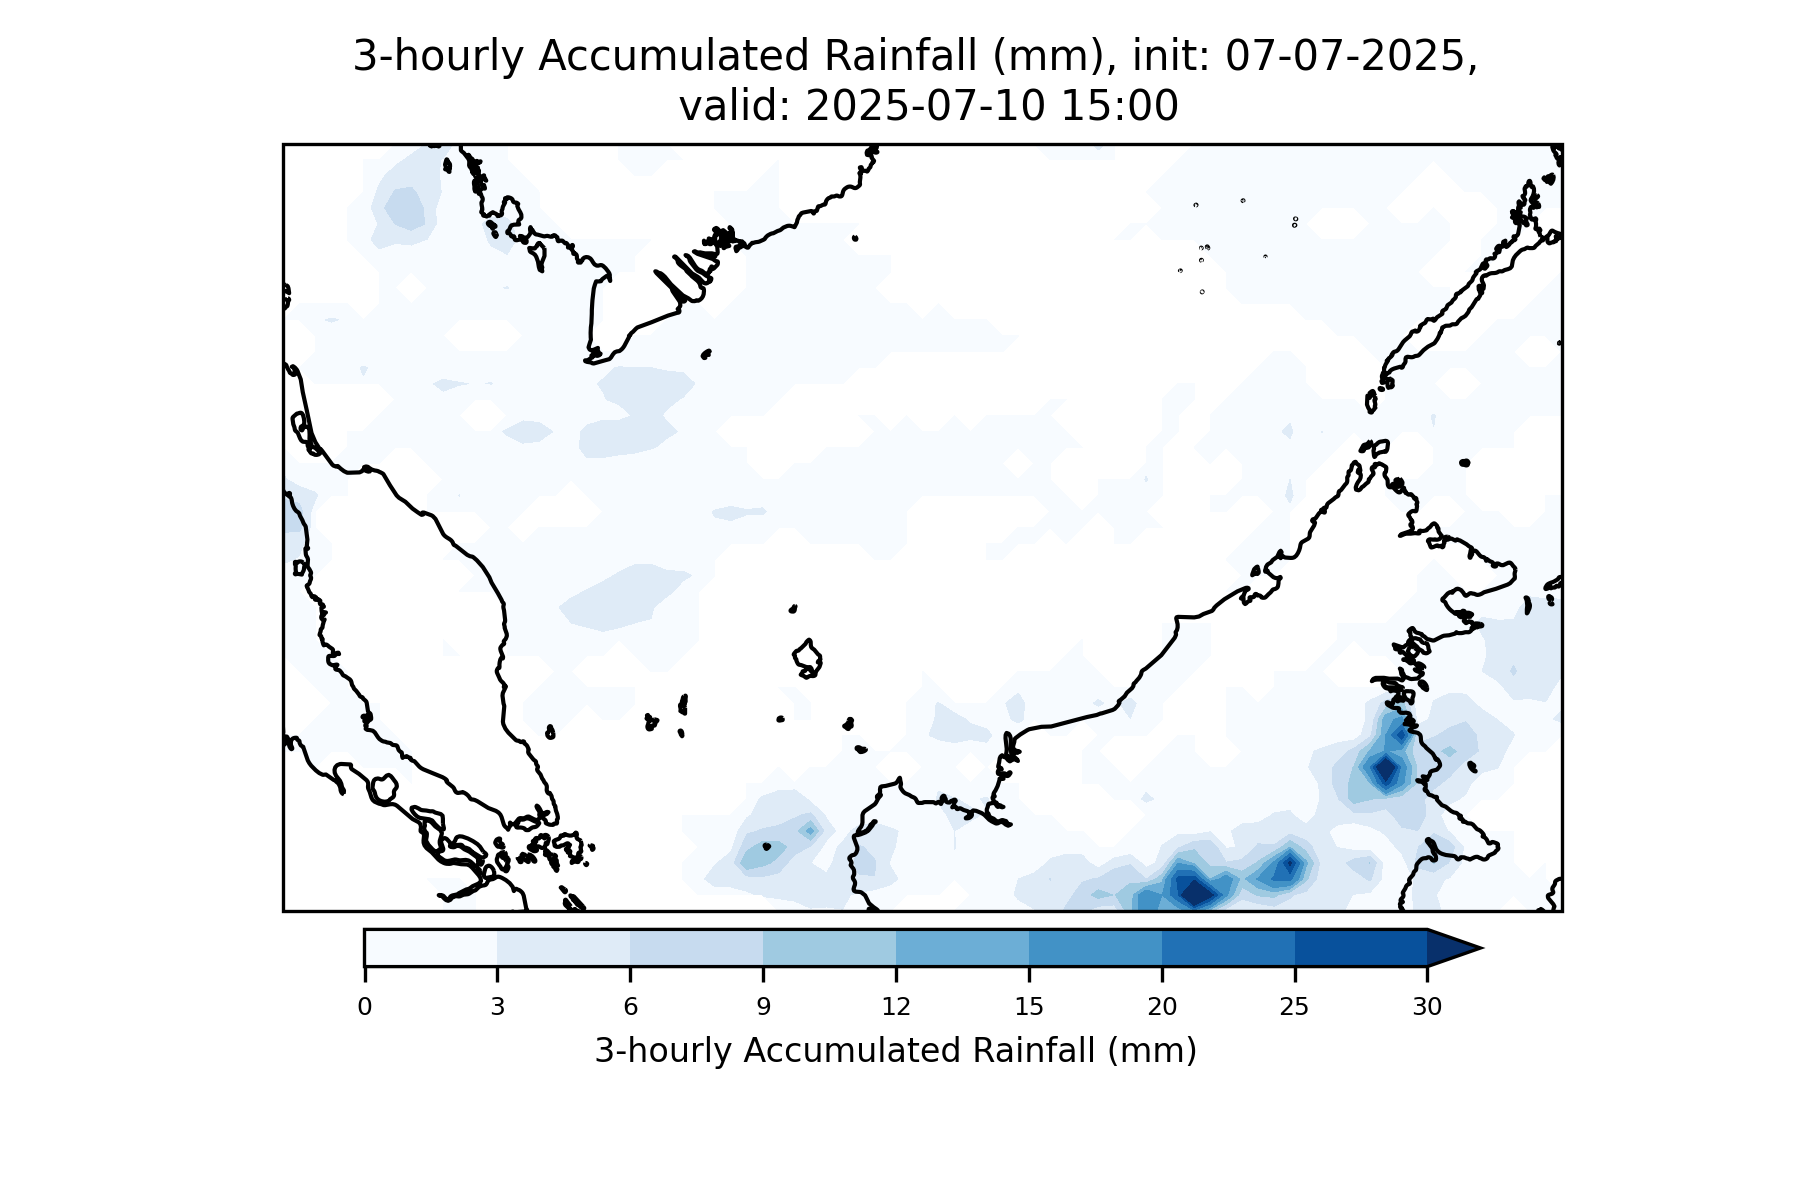 3-hourly Accumulated Rainfall (mm), init: 07-07-2025,
valid: 2025-07-10 15:00
0 3 6 9 12 15 20 25 30
3-hourly Accumulated Rainfall (mm)